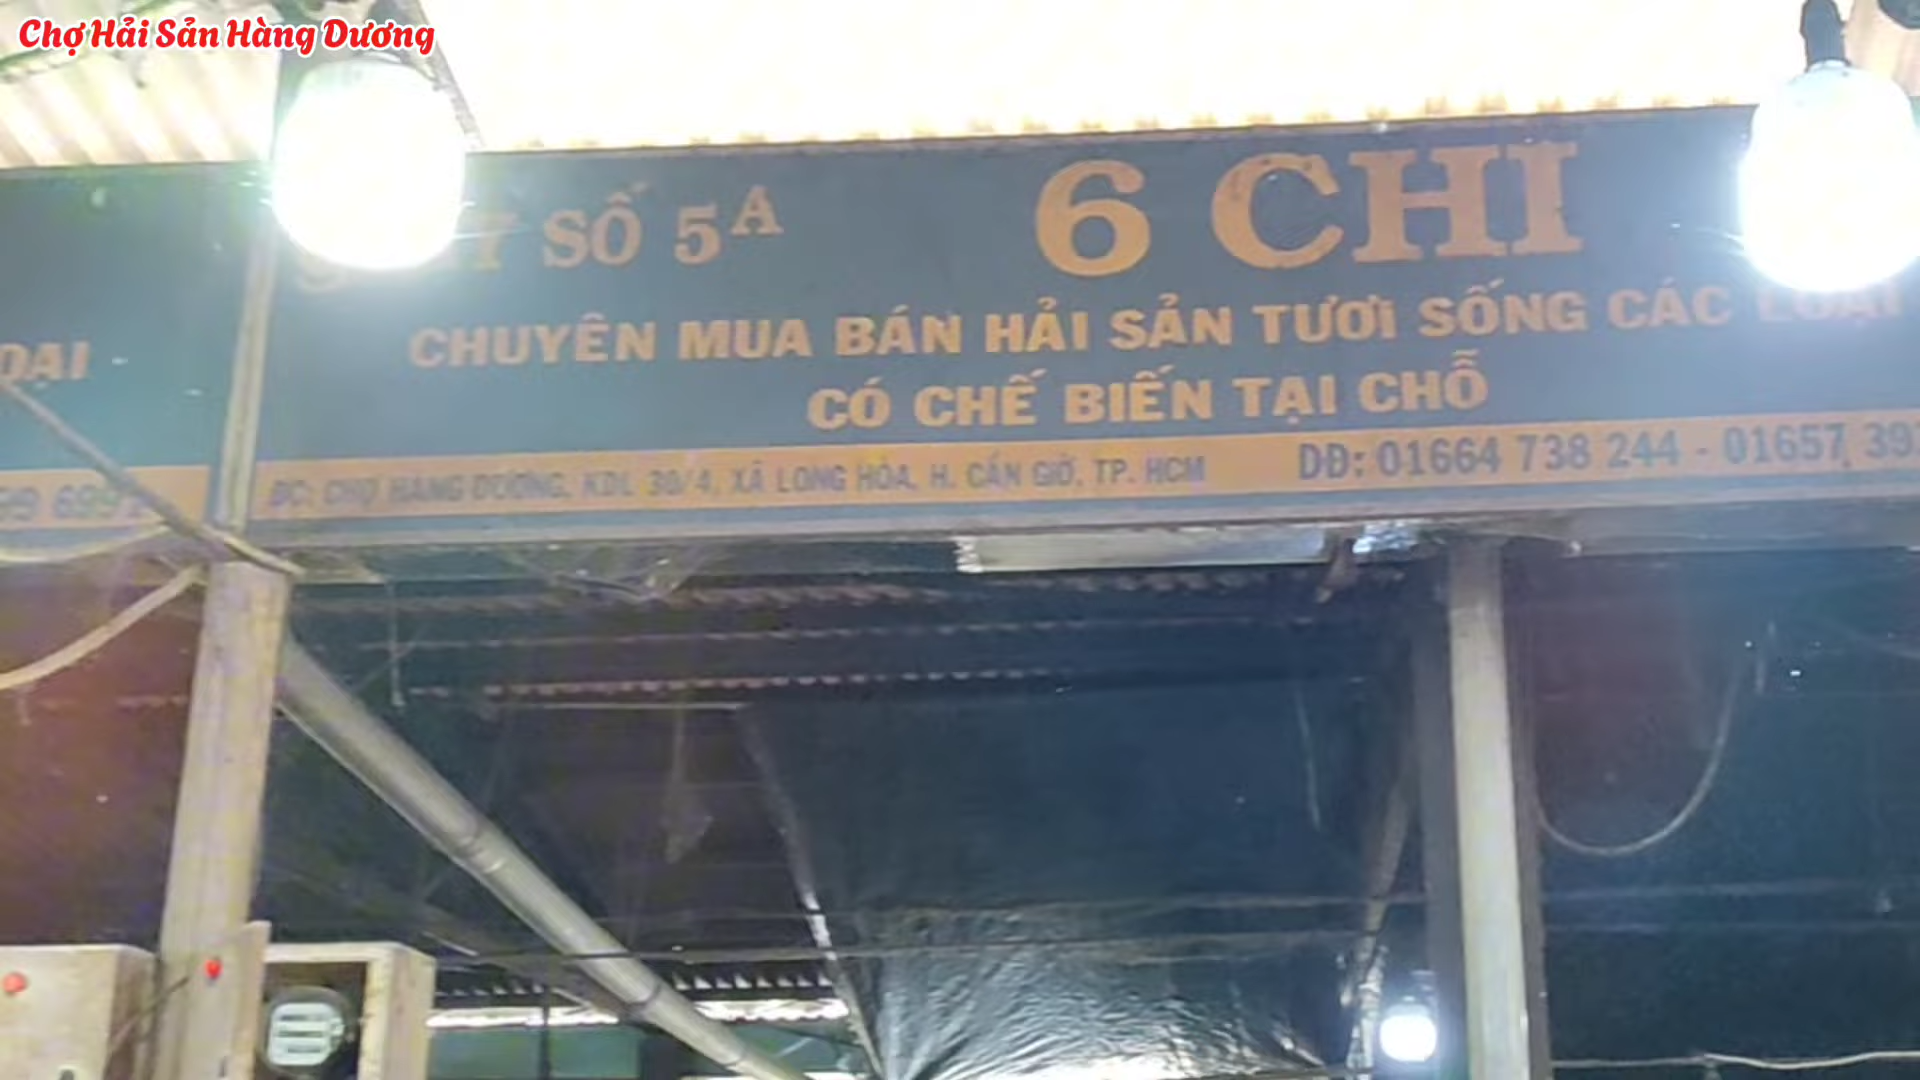 Chợ Hải Sản Hàng Dương
SỐ 5A
6 CHI
CHUYÊN MUA BÁN HẢI SẢN TƯƠI SỐNG CÁC LOẠI
CÓ CHẾ BIẾN TẠI CHỖ
ĐC: CHỢ HÀNG DƯƠNG, KDL 30/4, XÃ LONG HÒA, H. CẦN GIỜ, TP. HCM
DĐ: 01664 738 244 - 01657 39